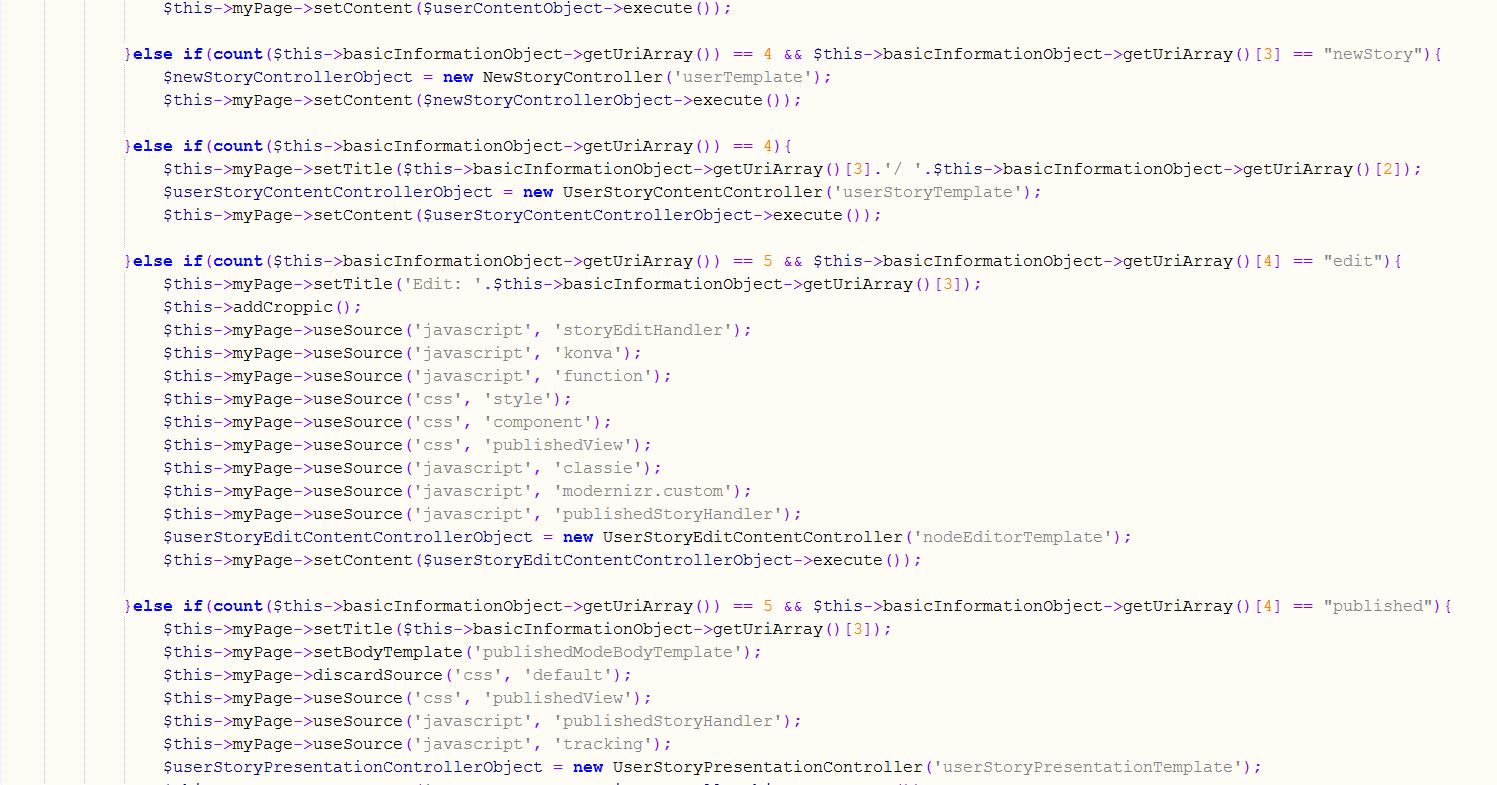 $this->myPage->setContent($userContentObject->execute());
}else if(count($this->basicInformationObject->getUriArray()) == 4 && $this->basicInformationObject->getUriArray()[3] == "newStory"){
$newStoryControllerObject = new NewStoryController('userTemplate');
$this->myPage->setContent($newStoryControllerObject->execute());
}else if(count($this->basicInformationObject->getUriArray()) == 4){
$this->myPage->setTitle($this->basicInformationObject->getUriArray()[3].'/ '.$this->basicInformationObject->getUriArray()[2]);
$userStoryContentControllerObject = new UserStoryContentController('userStoryTemplate');
$this->myPage->setContent($userStoryContentControllerObject->execute());
}else if(count($this->basicInformationObject->getUriArray()) == 5 && $this->basicInformationObject->getUriArray()[4] == "edit"){
$this->myPage->setTitle('Edit: '.$this->basicInformationObject->getUriArray()[3]);
$this->addCroppic();
$this->myPage->useSource('javascript', 'storyEditHandler');
$this->myPage->useSource('javascript', 'konva');
$this->myPage->useSource('javascript', 'function');
$this->myPage->useSource('css', 'style');
$this->myPage->useSource('css', 'component');
$this->myPage->useSource('css', 'publishedView');
$this->myPage->useSource('javascript', 'classie');
$this->myPage->useSource('javascript', 'modernizr.custom');
$this->myPage->useSource('javascript', 'publishedStoryHandler');
$userStoryEditContentControllerObject = new UserStoryEditContentController('nodeEditorTemplate');
$this->myPage->setContent($userStoryEditContentControllerObject->execute());
}else if(count($this->basicInformationObject->getUriArray()) == 5 && $this->basicInformationObject->getUriArray()[4] == "published"){
$this->myPage->setTitle($this->basicInformationObject->getUriArray()[3]);
$this->myPage->setBodyTemplate('publishedModeBodyTemplate');
$this->myPage->discardSource('css', 'default');
$this->myPage->useSource('css', 'publishedView');
$this->myPage->useSource('javascript', 'publishedStoryHandler');
$this->myPage->useSource('javascript', 'tracking');
$userStoryPresentationControllerObject = new UserStoryPresentationController('userStoryPresentationTemplate');